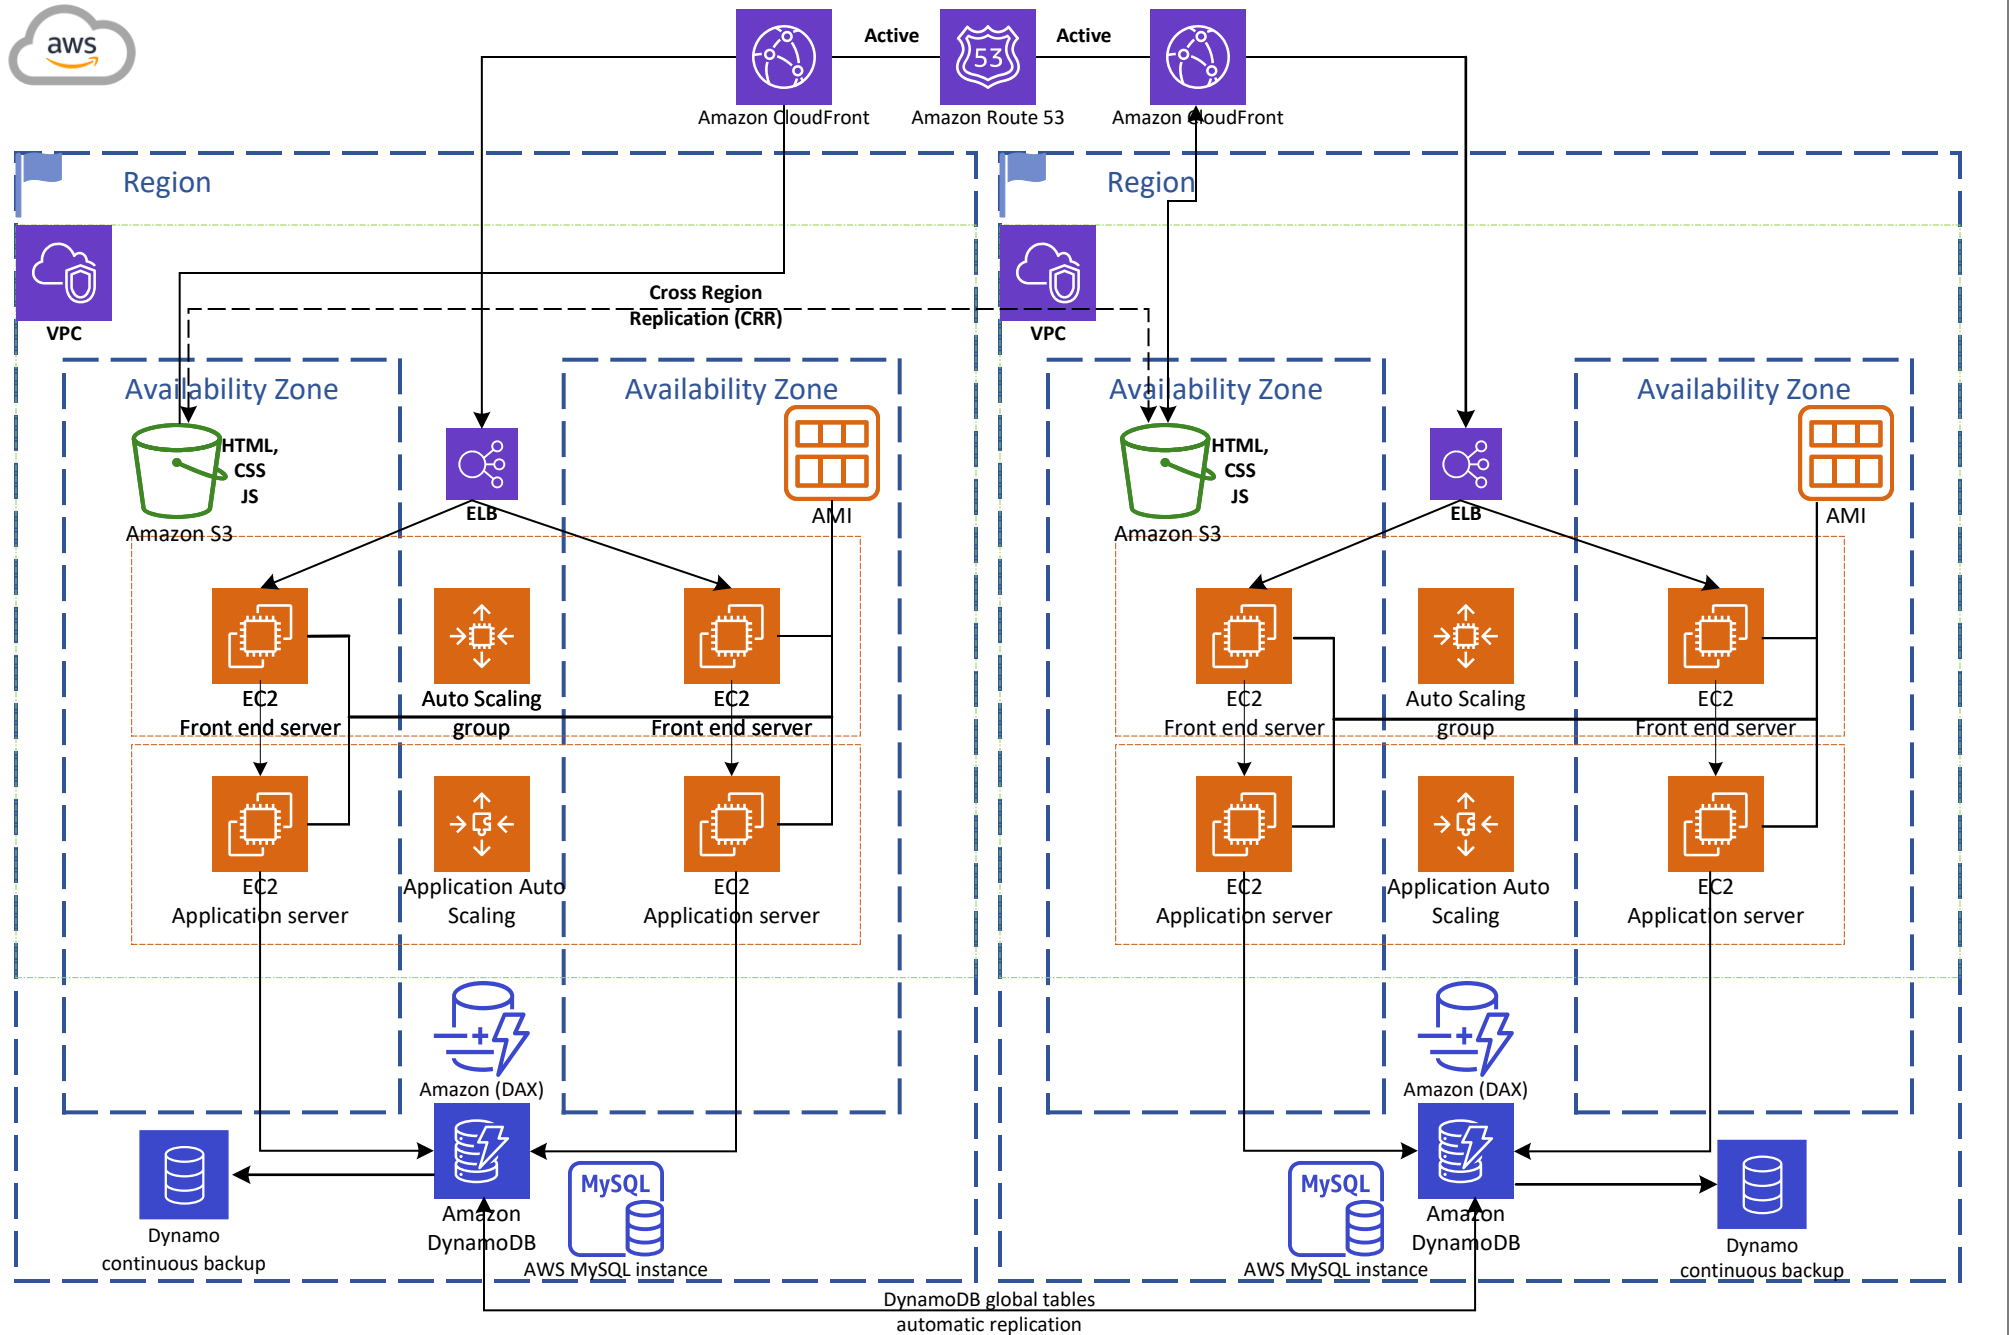 aws
Active
Active
53
Amazon CloudFront
Amazon Route 53
Amazon CloudFront
Region
Region
VPC
VPC
Cross Region
Replication (CRR)
Availability Zone
Availability Zone
Availability Zone
Availability Zone
HTML,
CSS
JS
Amazon S3
ELB
AMI
HTML,
CSS
JS
Amazon S3
ELB
AMI
EC2
Front end server
Auto Scaling
group
EC2
Front end server
EC2
Front end server
Auto Scaling
group
EC2
Front end server
EC2
Application server
Application Auto
Scaling
EC2
Application server
EC2
Application server
Application Auto
Scaling
EC2
Application server
Amazon (DAX)
Amazon (DAX)
Dynamo
continuous backup
Amazon
DynamoDB
MySQL
AWS MySQL instance
MySQL
AWS MySQL instance
Amazon
DynamoDB
Dynamo
continuous backup
DynamoDB global tables
automatic replication